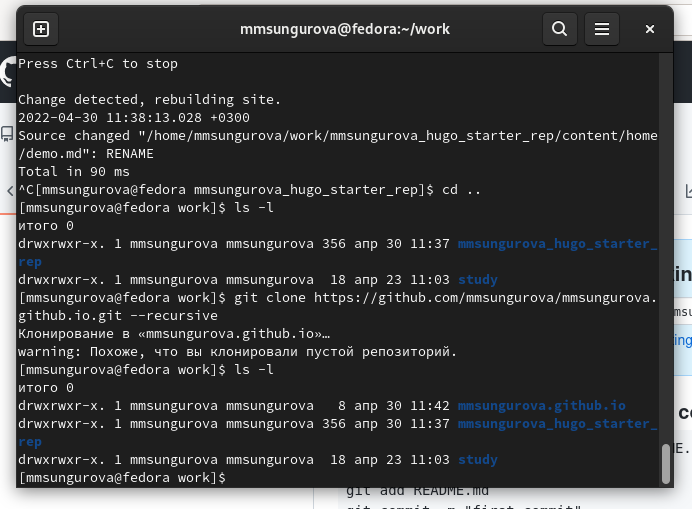 mmsungurova@fedora:~/work
Press Ctrl+C to stop
Change detected, rebuilding site.
2022-04-30 11:38:13.028 +0300
Source changed "/home/mmsungurova/work/mmsungurova_hugo_starter_rep/content/home
/demo.md": RENAME
Total in 90 ms
^C[mmsungurova@fedora mmsungurova_hugo_starter_rep]$ cd ..
[mmsungurova@fedora work]$ ls -l
итого 0
drwxrwxr-x. 1 mmsungurova mmsungurova 356 апр 30 11:37 mmsungurova_hugo_starter_
rep
drwxrwxr-x. 1 mmsungurova mmsungurova  18 апр 23 11:03 study
[mmsungurova@fedora work]$ git clone https://github.com/mmsungurova/mmsungurova.
github.io.git --recursive
Клонирование в «mmsungurova.github.io»…
warning: Похоже, что вы клонировали пустой репозиторий.
[mmsungurova@fedora work]$ ls -l
итого 0
drwxrwxr-x. 1 mmsungurova mmsungurova   8 апр 30 11:42 mmsungurova.github.io
drwxrwxr-x. 1 mmsungurova mmsungurova 356 апр 30 11:37 mmsungurova_hugo_starter_
rep
drwxrwxr-x. 1 mmsungurova mmsungurova  18 апр 23 11:03 study
[mmsungurova@fedora work]$
git add README.md
git commit -m "first commit"